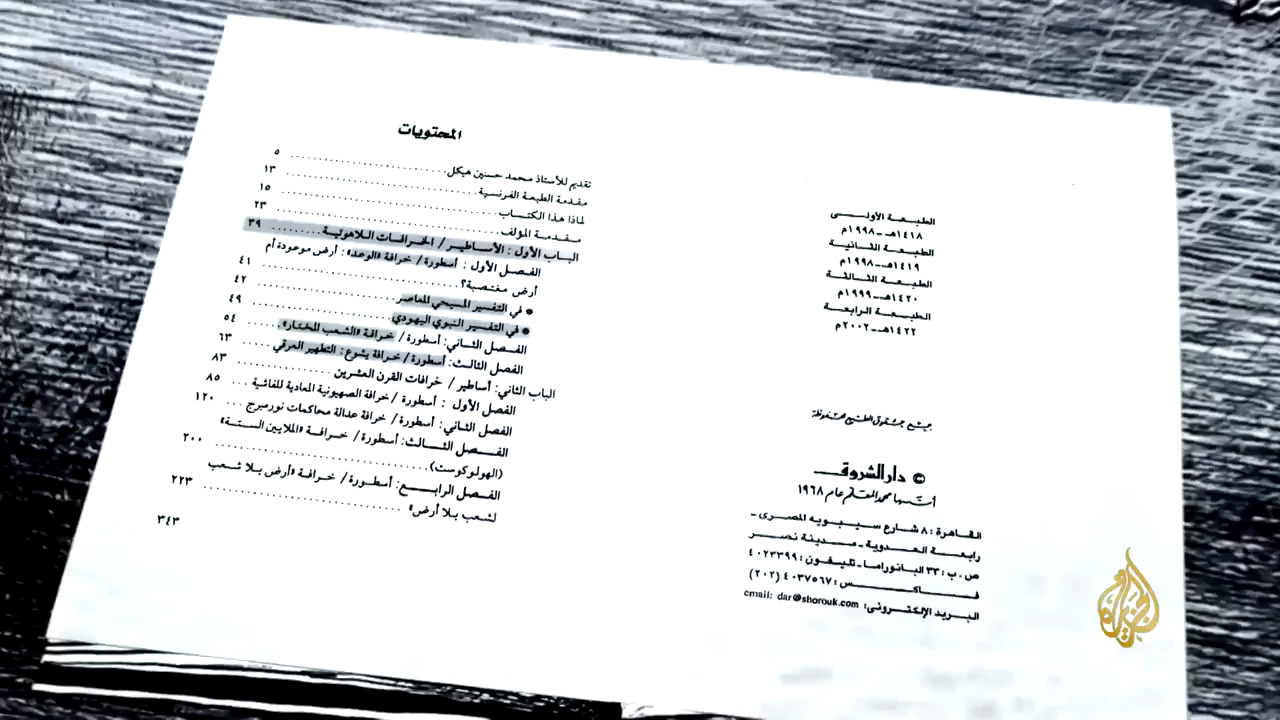 الطبعة الأولى
١٤١٨هـ - ١٩٩٨م
الطبعة الثانية
١٤١٩هـ - ١٩٩٨م
الطبعة الثالثة
١٤٢٠هـ - ١٩٩٩م
الطبعة الرابعة
١٤٢٢هـ - ٢٠٠٢م
جميع حقوق الطبع محفوظة
© دار الشروق
أسسها محمد المعلم عام ١٩٦٨
القاهرة : ٨ شارع سيبويه المصرى -
رابعة العدوية - مدينة نصر
ص . ب : ٣٣ البانوراما - تليفون : ٤٠٢٣٣٩٩
فاكس : ٤٠٣٧٥٦٧ (٢٠٢)
البريد الإلكترونى: email: dar@shorouk.com
المحتويات
تقديم للأستاذ محمد حسنين هيكل ............ ٥
مقدمة الطبعة الفرنسية ............ ١٣
لماذا هذا الكتاب ............ ١٥
مقدمة المؤلف ............ ٢٣
الباب الأول : الأساطير / الخرافات اللاهوتية ............ ٣٩
الفصل الأول : أسطورة / خرافة «الوعد» : أرض موعودة أم
أرض مغتصبة؟ ............ ٤١
* في التفسير المسيحي المعاصر ............ ٤٢
* في التفسير النبوي اليهودي ............ ٤٩
الفصل الثاني: أسطورة / خرافة «الشعب المختار» ...... ٥٤
الفصل الثالث: أسطورة / خرافة يشوع : التطهير العرقي ..... ٦٣
الباب الثاني: أساطير / خرافات القرن العشرين ............ ٨٣
الفصل الأول : أسطورة / خرافة الصهيونية المعادية للفاشية ... ٨٥
الفصل الثاني: أسطورة / خرافة عدالة محاكمات نورمبرج ... ١٢٠
الفصل الثالث: أسطورة / خرافة «الملايين الستة»
(الهولوكوست) ............ ٢٠٠
الفصل الرابع: أسطورة / خرافة «أرض بلا شعب
لشعب بلا أرض» ............ ٢٢٣
٣٤٣
الجزيرة